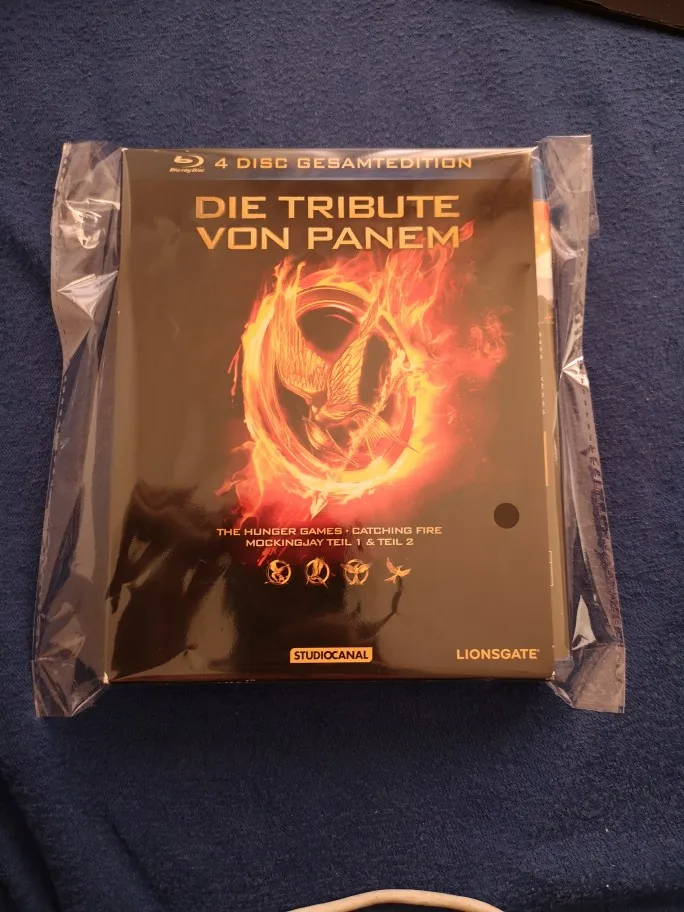 Blu-ray Disc 4 DISC GESAMTEDITION
DIE TRIBUTE
VON PANEM
THE HUNGER GAMES · CATCHING FIRE
MOCKINGJAY TEIL 1 & TEIL 2
STUDIOCANAL LIONSGATE